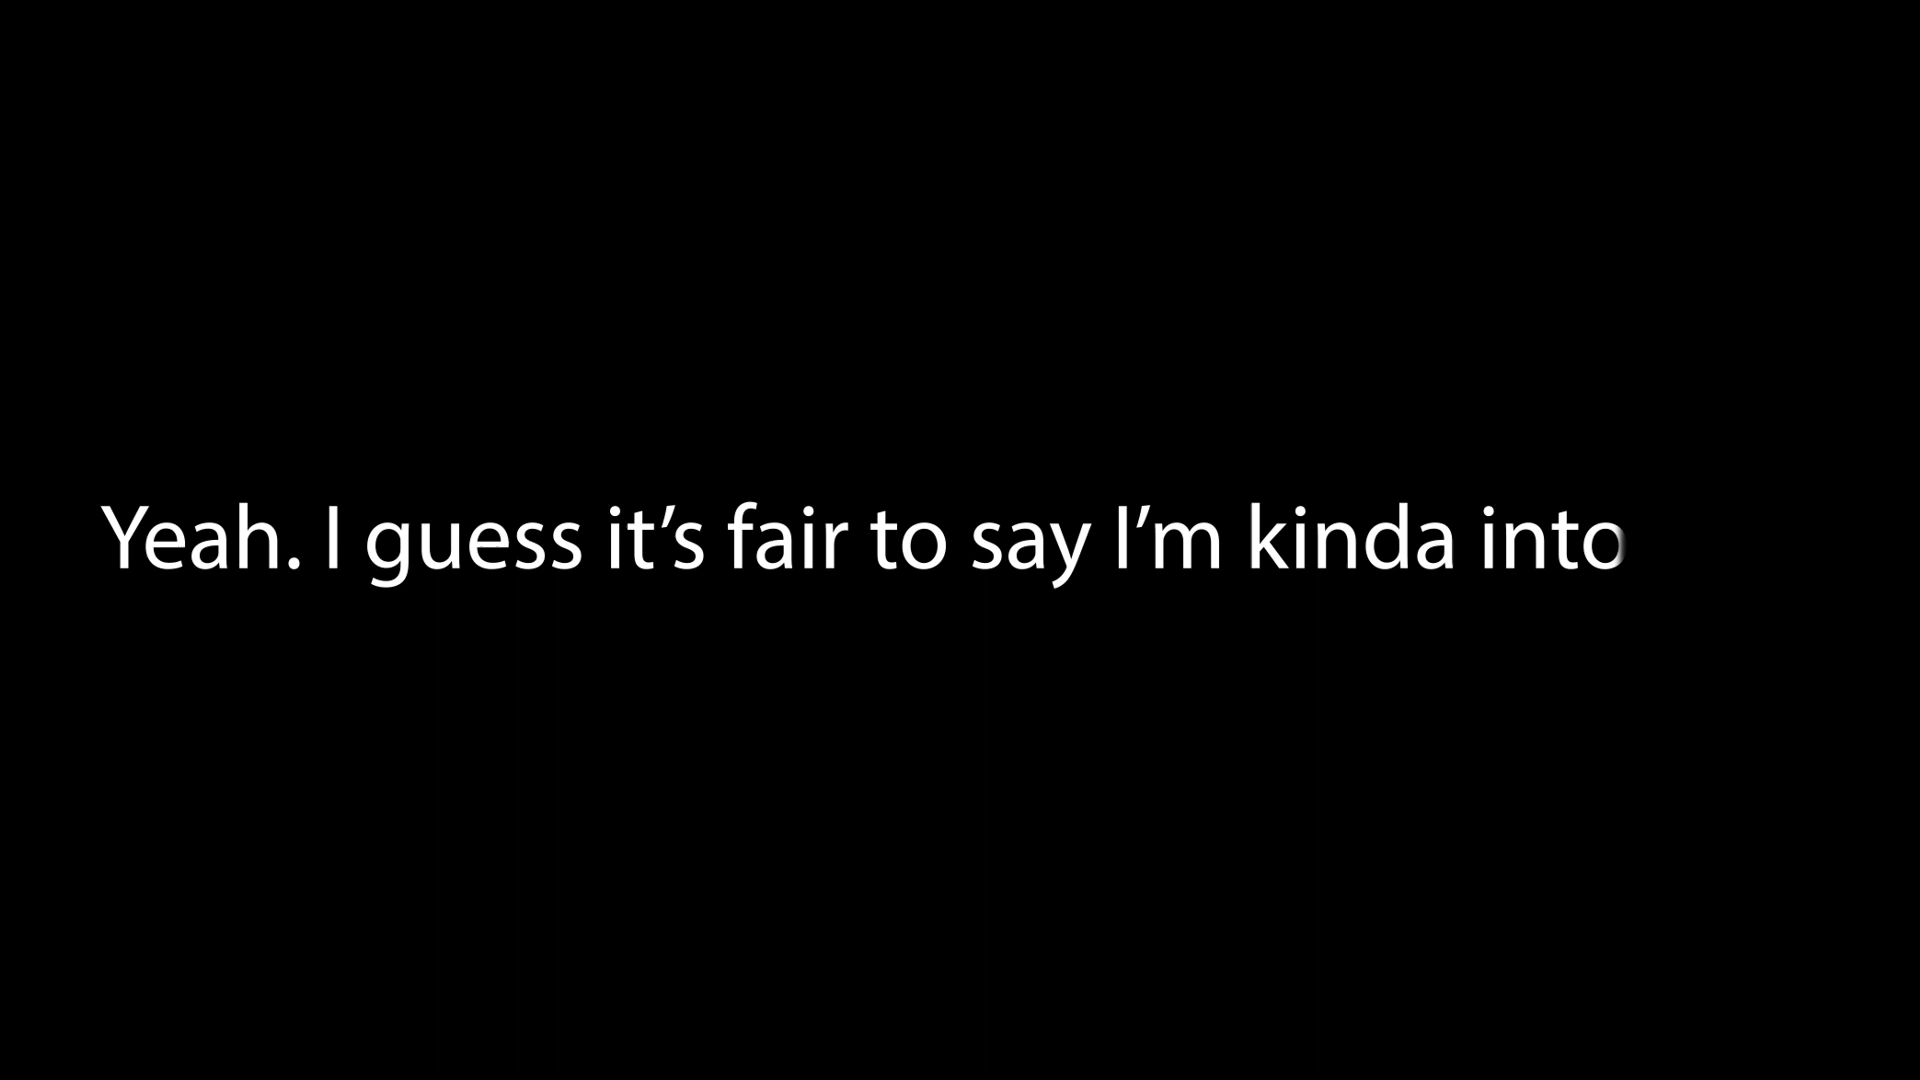 Yeah. I guess it’s fair to say I’m kinda into